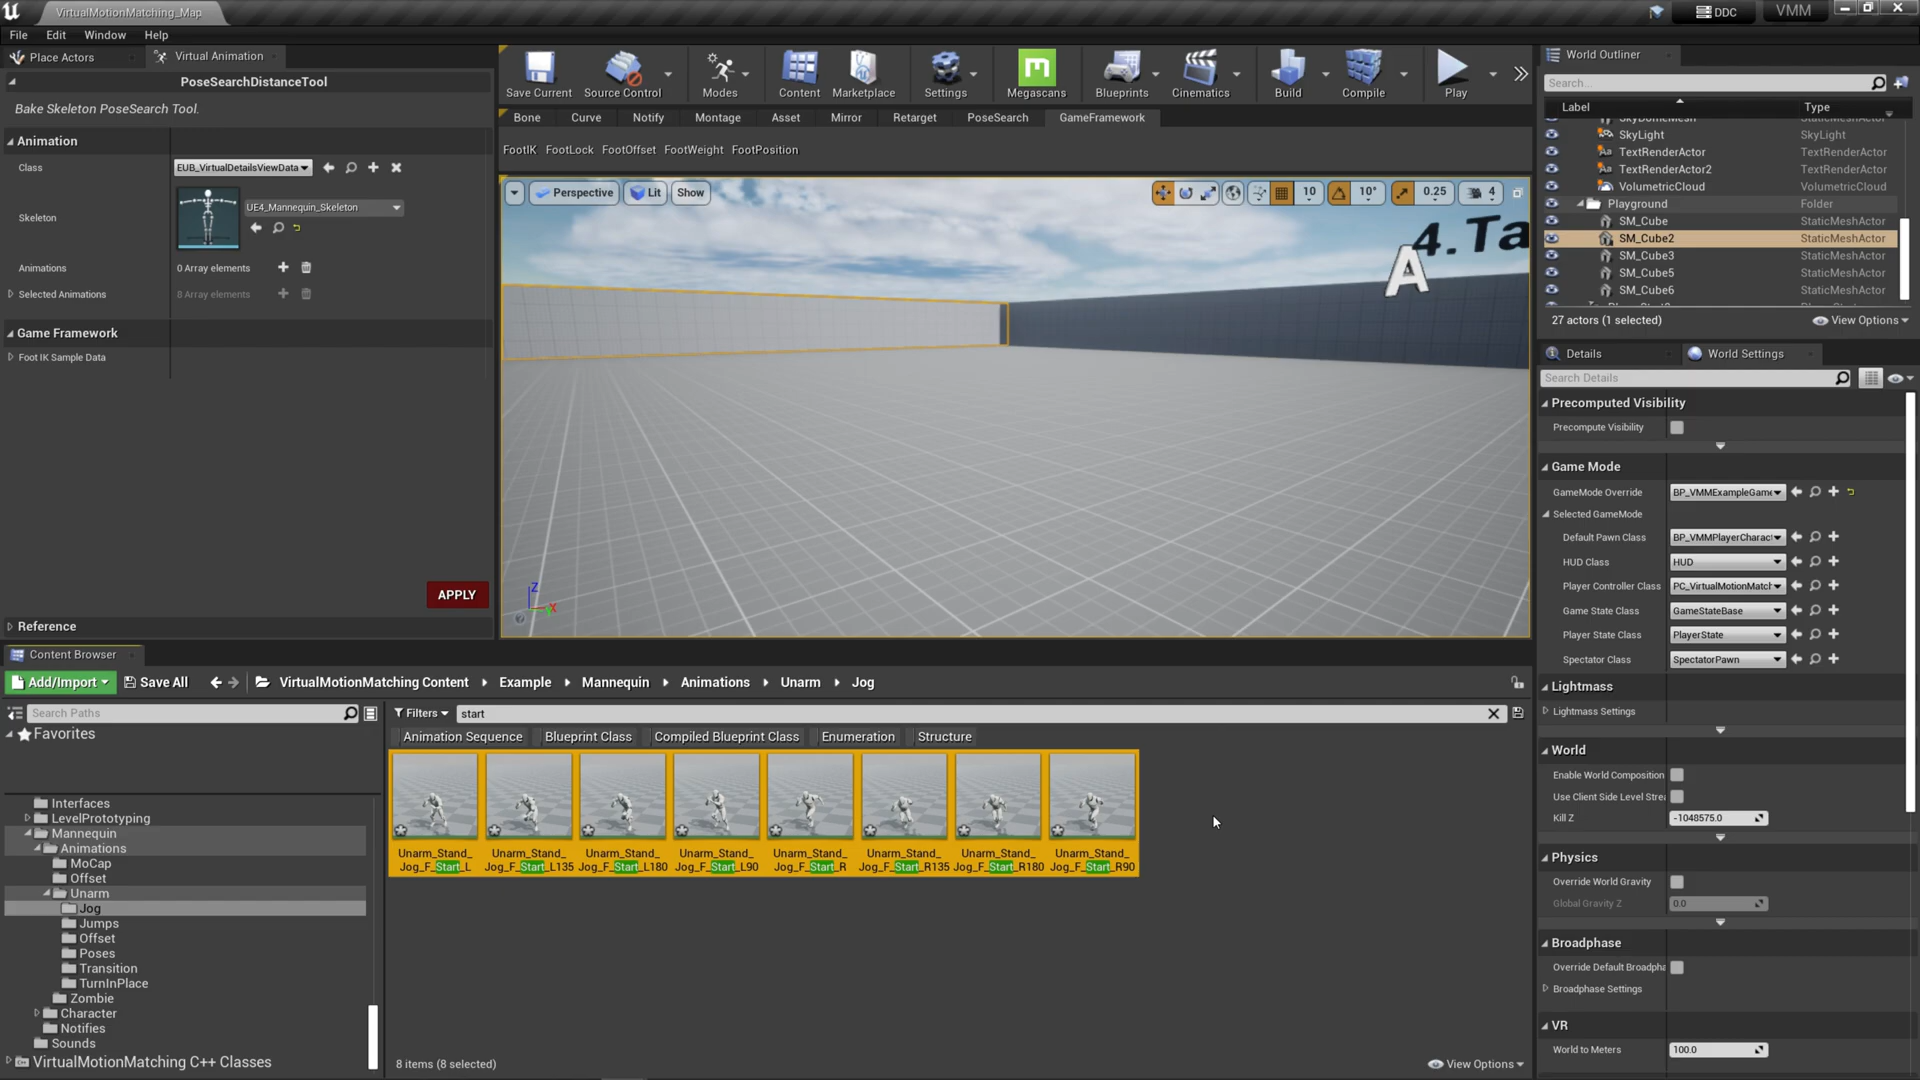 VirtualMotionMatching_Map
DDC
VMM
File Edit Window Help
Place Actors
Virtual Animation
PoseSearchDistanceTool
Bake Skeleton PoseSearch Tool.
Animation
Class
EUB_VirtualDetailsViewData
Skeleton
UE4_Mannequin_Skeleton
Animations
0 Array elements
Selected Animations
8 Array elements
Game Framework
Foot IK Sample Data
APPLY
Reference
Save Current
Source Control
Modes
Content
Marketplace
Settings
Megascans
Blueprints
Cinematics
Build
Compile
Play
Bone Curve Notify Montage Asset Mirror Retarget PoseSearch GameFramework
FootIK FootLock FootOffset FootWeight FootPosition
Perspective Lit Show
10 10° 0.25 4
4.Ta
A
Z
World Outliner
Search...
Label Type
SkyDomeMesh StaticMeshActor
SkyLight SkyLight
TextRenderActor TextRenderActor
TextRenderActor2 TextRenderActor
VolumetricCloud VolumetricCloud
Playground Folder
SM_Cube StaticMeshActor
SM_Cube2 StaticMeshActor
SM_Cube3 StaticMeshActor
SM_Cube5 StaticMeshActor
SM_Cube6 StaticMeshActor
27 actors (1 selected)
View Options
Details
World Settings
Search Details
Precomputed Visibility
Precompute Visibility
Game Mode
GameMode Override BP_VMMExampleGame
Selected GameMode
Default Pawn Class BP_VMMPlayerCharact
HUD Class HUD
Player Controller Class PC_VirtualMotionMatch
Game State Class GameStateBase
Player State Class PlayerState
Spectator Class SpectatorPawn
Lightmass
Lightmass Settings
World
Enable World Composition
Use Client Side Level Strea
Kill Z -1048575.0
Physics
Override World Gravity
Global Gravity Z 0.0
Broadphase
Override Default Broadpha
Broadphase Settings
VR
World to Meters 100.0
Content Browser
Add/Import
Save All
VirtualMotionMatching Content
Example
Mannequin
Animations
Unarm
Jog
Search Paths
Filters
start
Favorites
Animation Sequence
Blueprint Class
Compiled Blueprint Class
Enumeration
Structure
Interfaces
LevelPrototyping
Mannequin
Animations
MoCap
Offset
Unarm
Jog
Jumps
Offset
Poses
Transition
TurnInPlace
Zombie
Character
Notifies
Sounds
VirtualMotionMatching C++ Classes
Unarm_Stand_
Jog_F_Start_L
Unarm_Stand_
Jog_F_Start_L135
Unarm_Stand_
Jog_F_Start_L180
Unarm_Stand_
Jog_F_Start_L90
Unarm_Stand_
Jog_F_Start_R
Unarm_Stand_
Jog_F_Start_R135
Unarm_Stand_
Jog_F_Start_R180
Unarm_Stand_
Jog_F_Start_R90
8 items (8 selected)
View Options